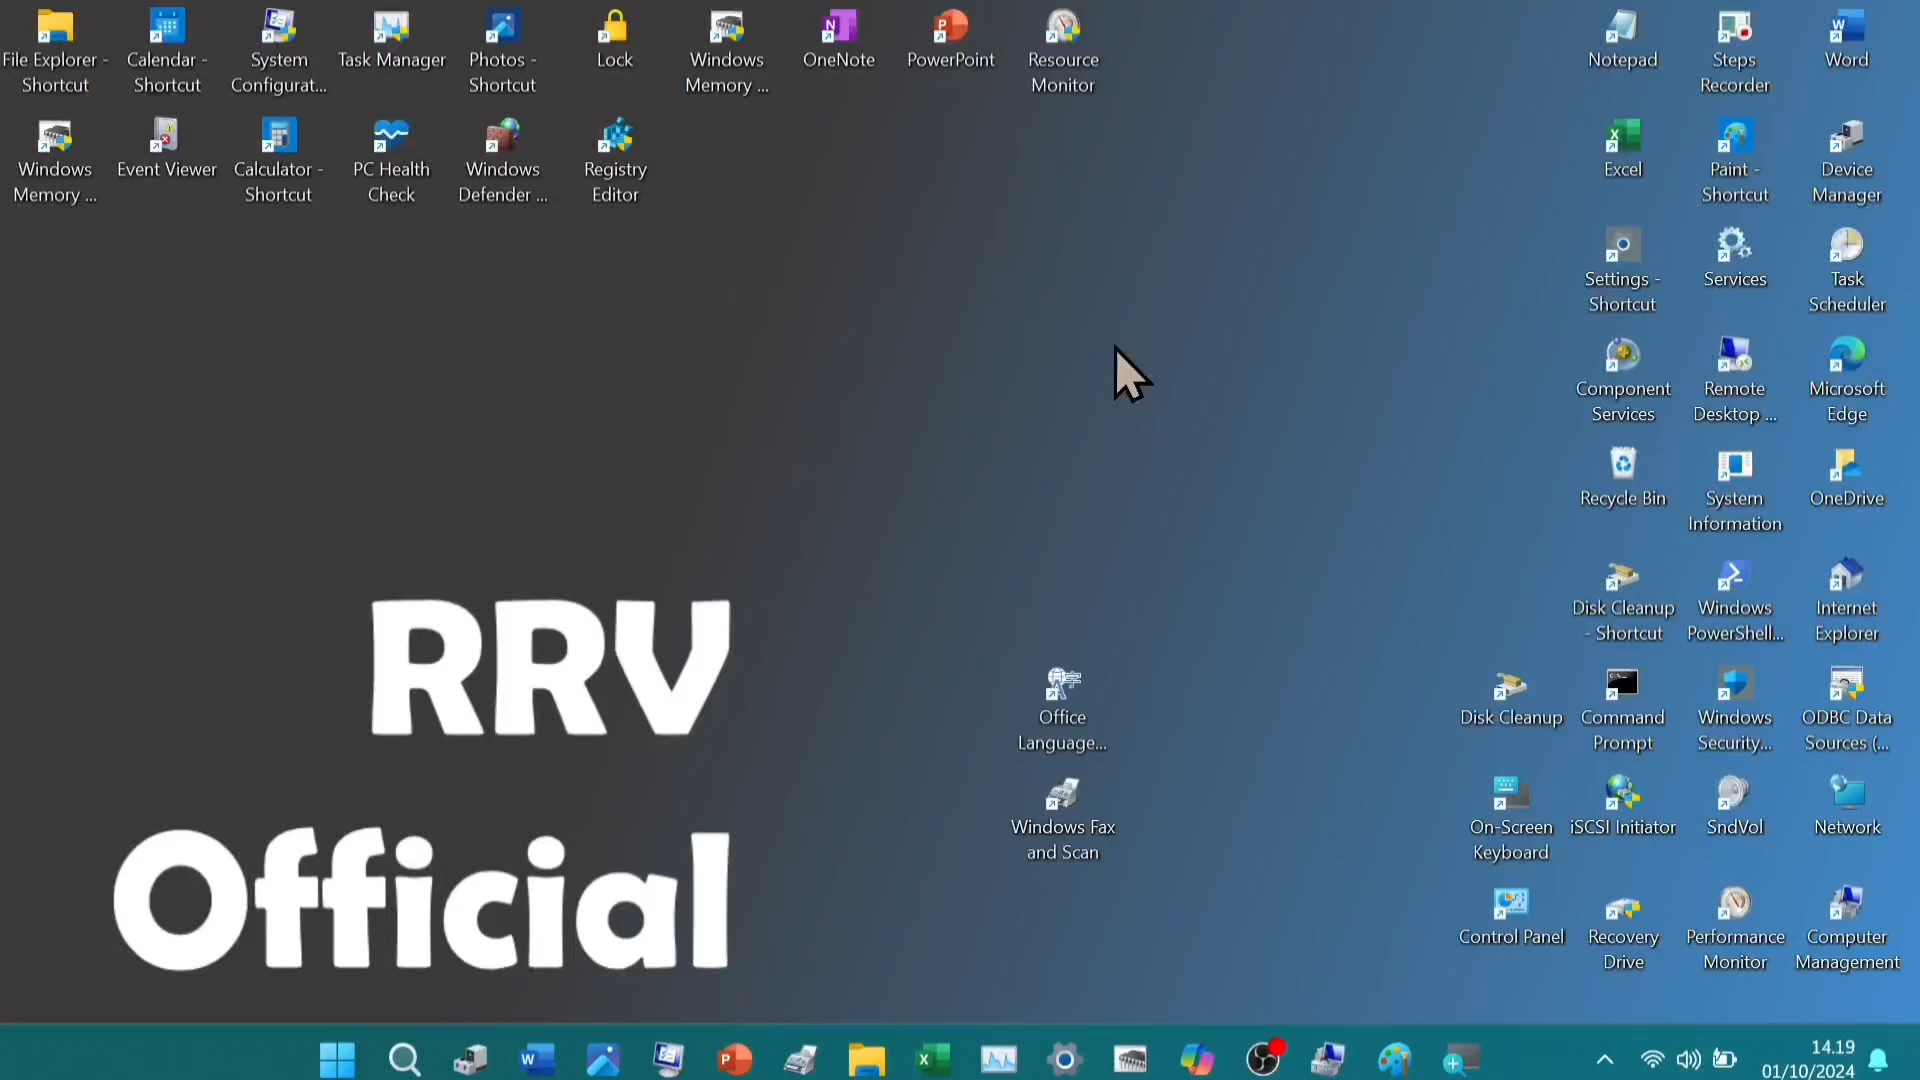 File Explorer -
Shortcut
Calendar -
Shortcut
System
Configurat...
Task Manager
Photos -
Shortcut
Lock
Windows
Memory ...
OneNote
PowerPoint
Resource
Monitor
Notepad
Steps
Recorder
Word
Windows
Memory ...
Event Viewer
Calculator -
Shortcut
PC Health
Check
Windows
Defender ...
Registry
Editor
Excel
Paint -
Shortcut
Device
Manager
Settings -
Shortcut
Services
Task
Scheduler
Component
Services
Remote
Desktop ...
Microsoft
Edge
Recycle Bin
System
Information
OneDrive
Disk Cleanup
- Shortcut
Windows
PowerShell...
Internet
Explorer
RRV
Official
Office
Language...
Disk Cleanup
Command
Prompt
Windows
Security...
ODBC Data
Sources (...
Windows Fax
and Scan
On-Screen
Keyboard
iSCSI Initiator
SndVol
Network
Control Panel
Recovery
Drive
Performance
Monitor
Computer
Management
14.19
01/10/2024